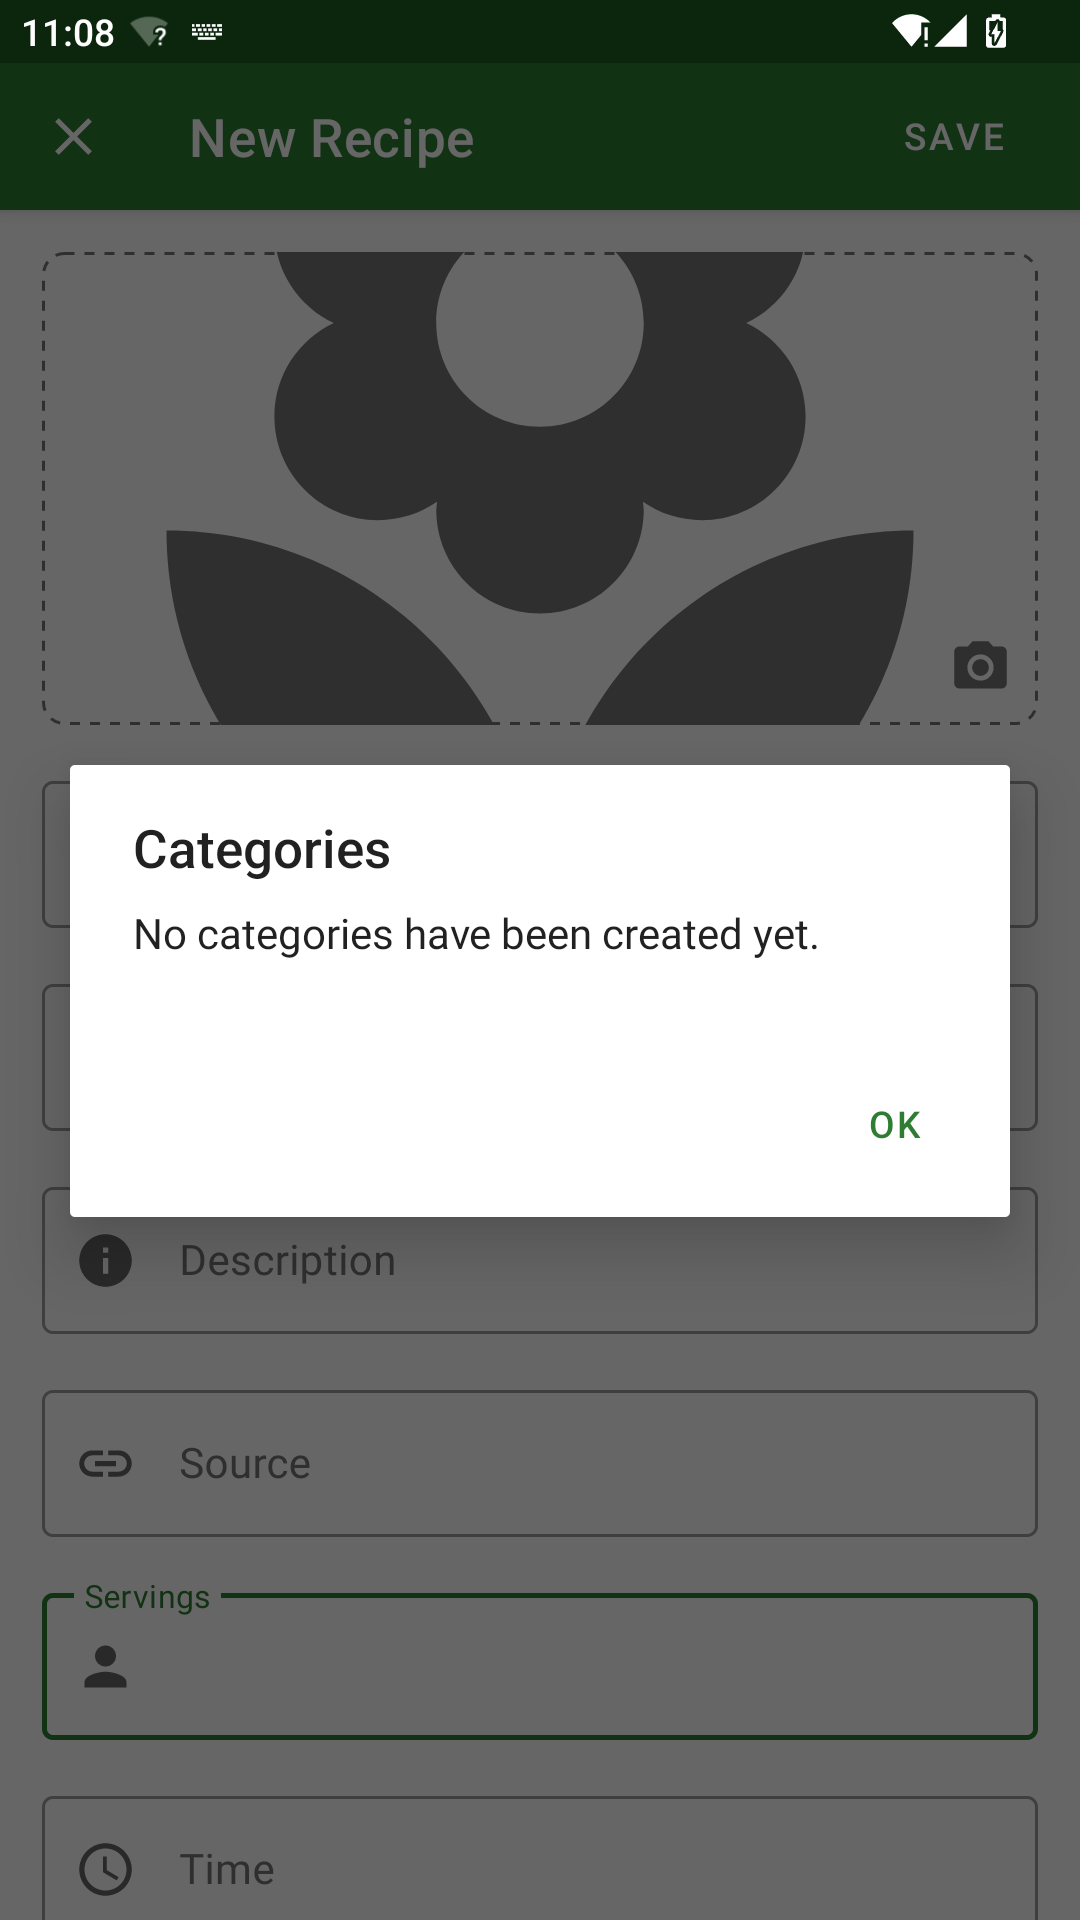 11:08
New Recipe
SAVE
Categories
No categories have been created yet.
OK
Description
Source
Servings
Time